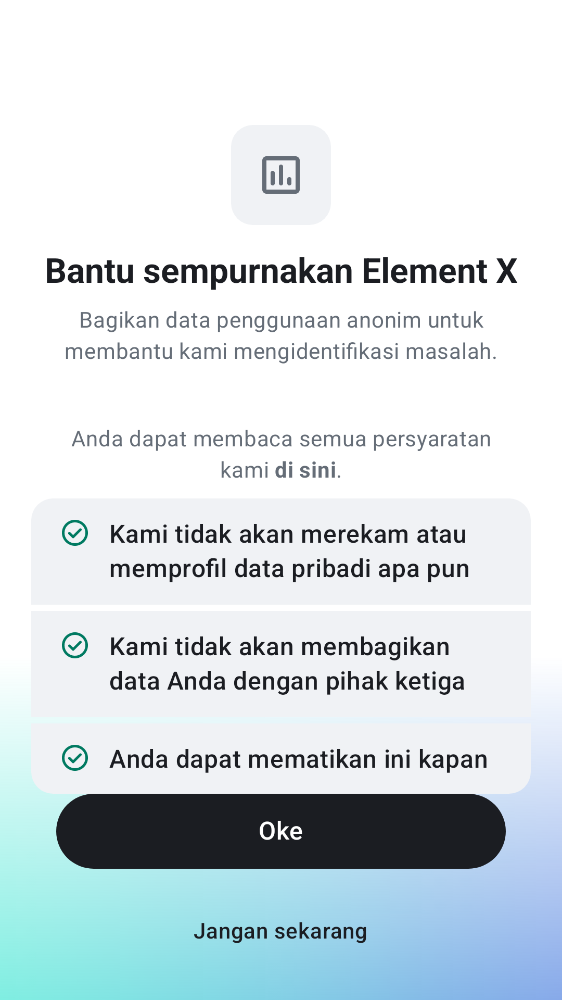 Bantu sempurnakan Element X
Bagikan data penggunaan anonim untuk
membantu kami mengidentifikasi masalah.
Anda dapat membaca semua persyaratan
kami di sini.
Kami tidak akan merekam atau
memprofil data pribadi apa pun
Kami tidak akan membagikan
data Anda dengan pihak ketiga
Anda dapat mematikan ini kapan
Oke
Jangan sekarang